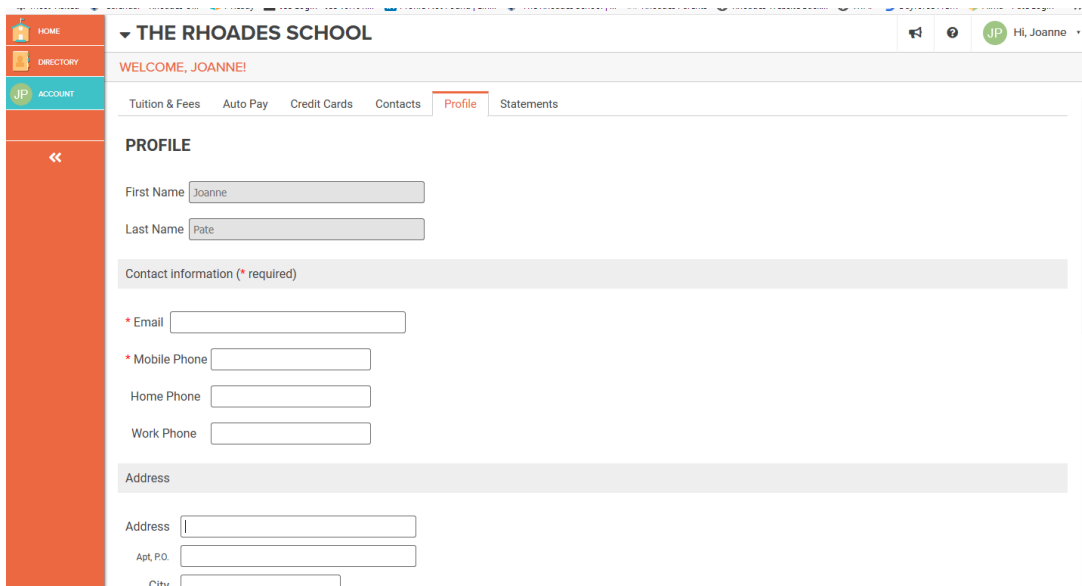 HOME
THE RHOADES SCHOOL
JP Hi, Joanne
DIRECTORY
WELCOME, JOANNE!
JP ACCOUNT
Tuition & Fees Auto Pay Credit Cards Contacts Profile Statements
PROFILE
First Name Joanne
Last Name Pate
Contact information (* required)
* Email
* Mobile Phone
Home Phone
Work Phone
Address
Address
Apt, P.O.
City